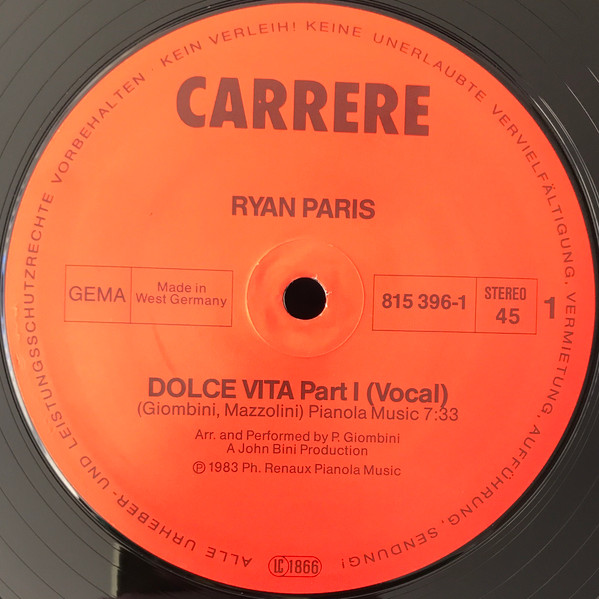 ALLE URHEBER- UND LEISTUNGSSCHUTZRECHTE VORBEHALTEN · KEIN VERLEIH! KEINE UNERLAUBTE VERVIELFÄLTIGUNG, VERMIETUNG, AUFFÜHRUNG, SENDUNG!
CARRERE
RYAN PARIS
GEMA
Made in
West Germany
815 396-1
STEREO
45
1
DOLCE VITA Part I (Vocal)
(Giombini, Mazzolini) Pianola Music 7:33
Arr. and Performed by P. Giombini
A John Bini Production
Ⓟ 1983 Ph. Renaux Pianola Music
LC 1866